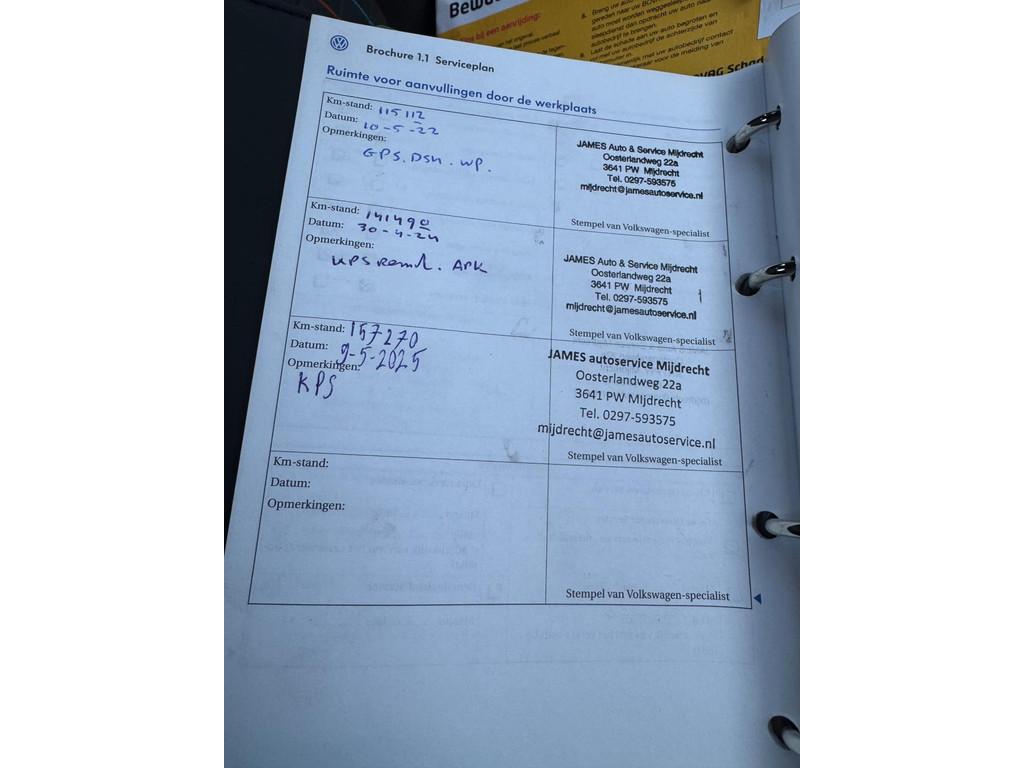 Brochure 1.1 Serviceplan
Ruimte voor aanvullingen door de werkplaats
Km-stand: 115112
Datum: 10-5-22
Opmerkingen:
GPS. DSH. WP.
JAMES Auto & Service Mijdrecht
Oosterlandweg 22a
3641 PW Mijdrecht
Tel. 0297-593575
mijdrecht@jamesautoservice.nl
Stempel van Volkswagen-specialist
Km-stand: 141490
Datum: 30-4-24
Opmerkingen:
KPS APK
JAMES Auto & Service Mijdrecht
Oosterlandweg 22a
3641 PW Mijdrecht
Tel. 0297-593575
mijdrecht@jamesautoservice.nl
Stempel van Volkswagen-specialist
Km-stand: 157270
Datum: 9-5-2025
Opmerkingen:
KPS
JAMES autoservice Mijdrecht
Oosterlandweg 22a
3641 PW MIjdrecht
Tel. 0297-593575
mijdrecht@jamesautoservice.nl
Stempel van Volkswagen-specialist
Km-stand:
Datum:
Opmerkingen:
Stempel van Volkswagen-specialist
bij een aanrijding: